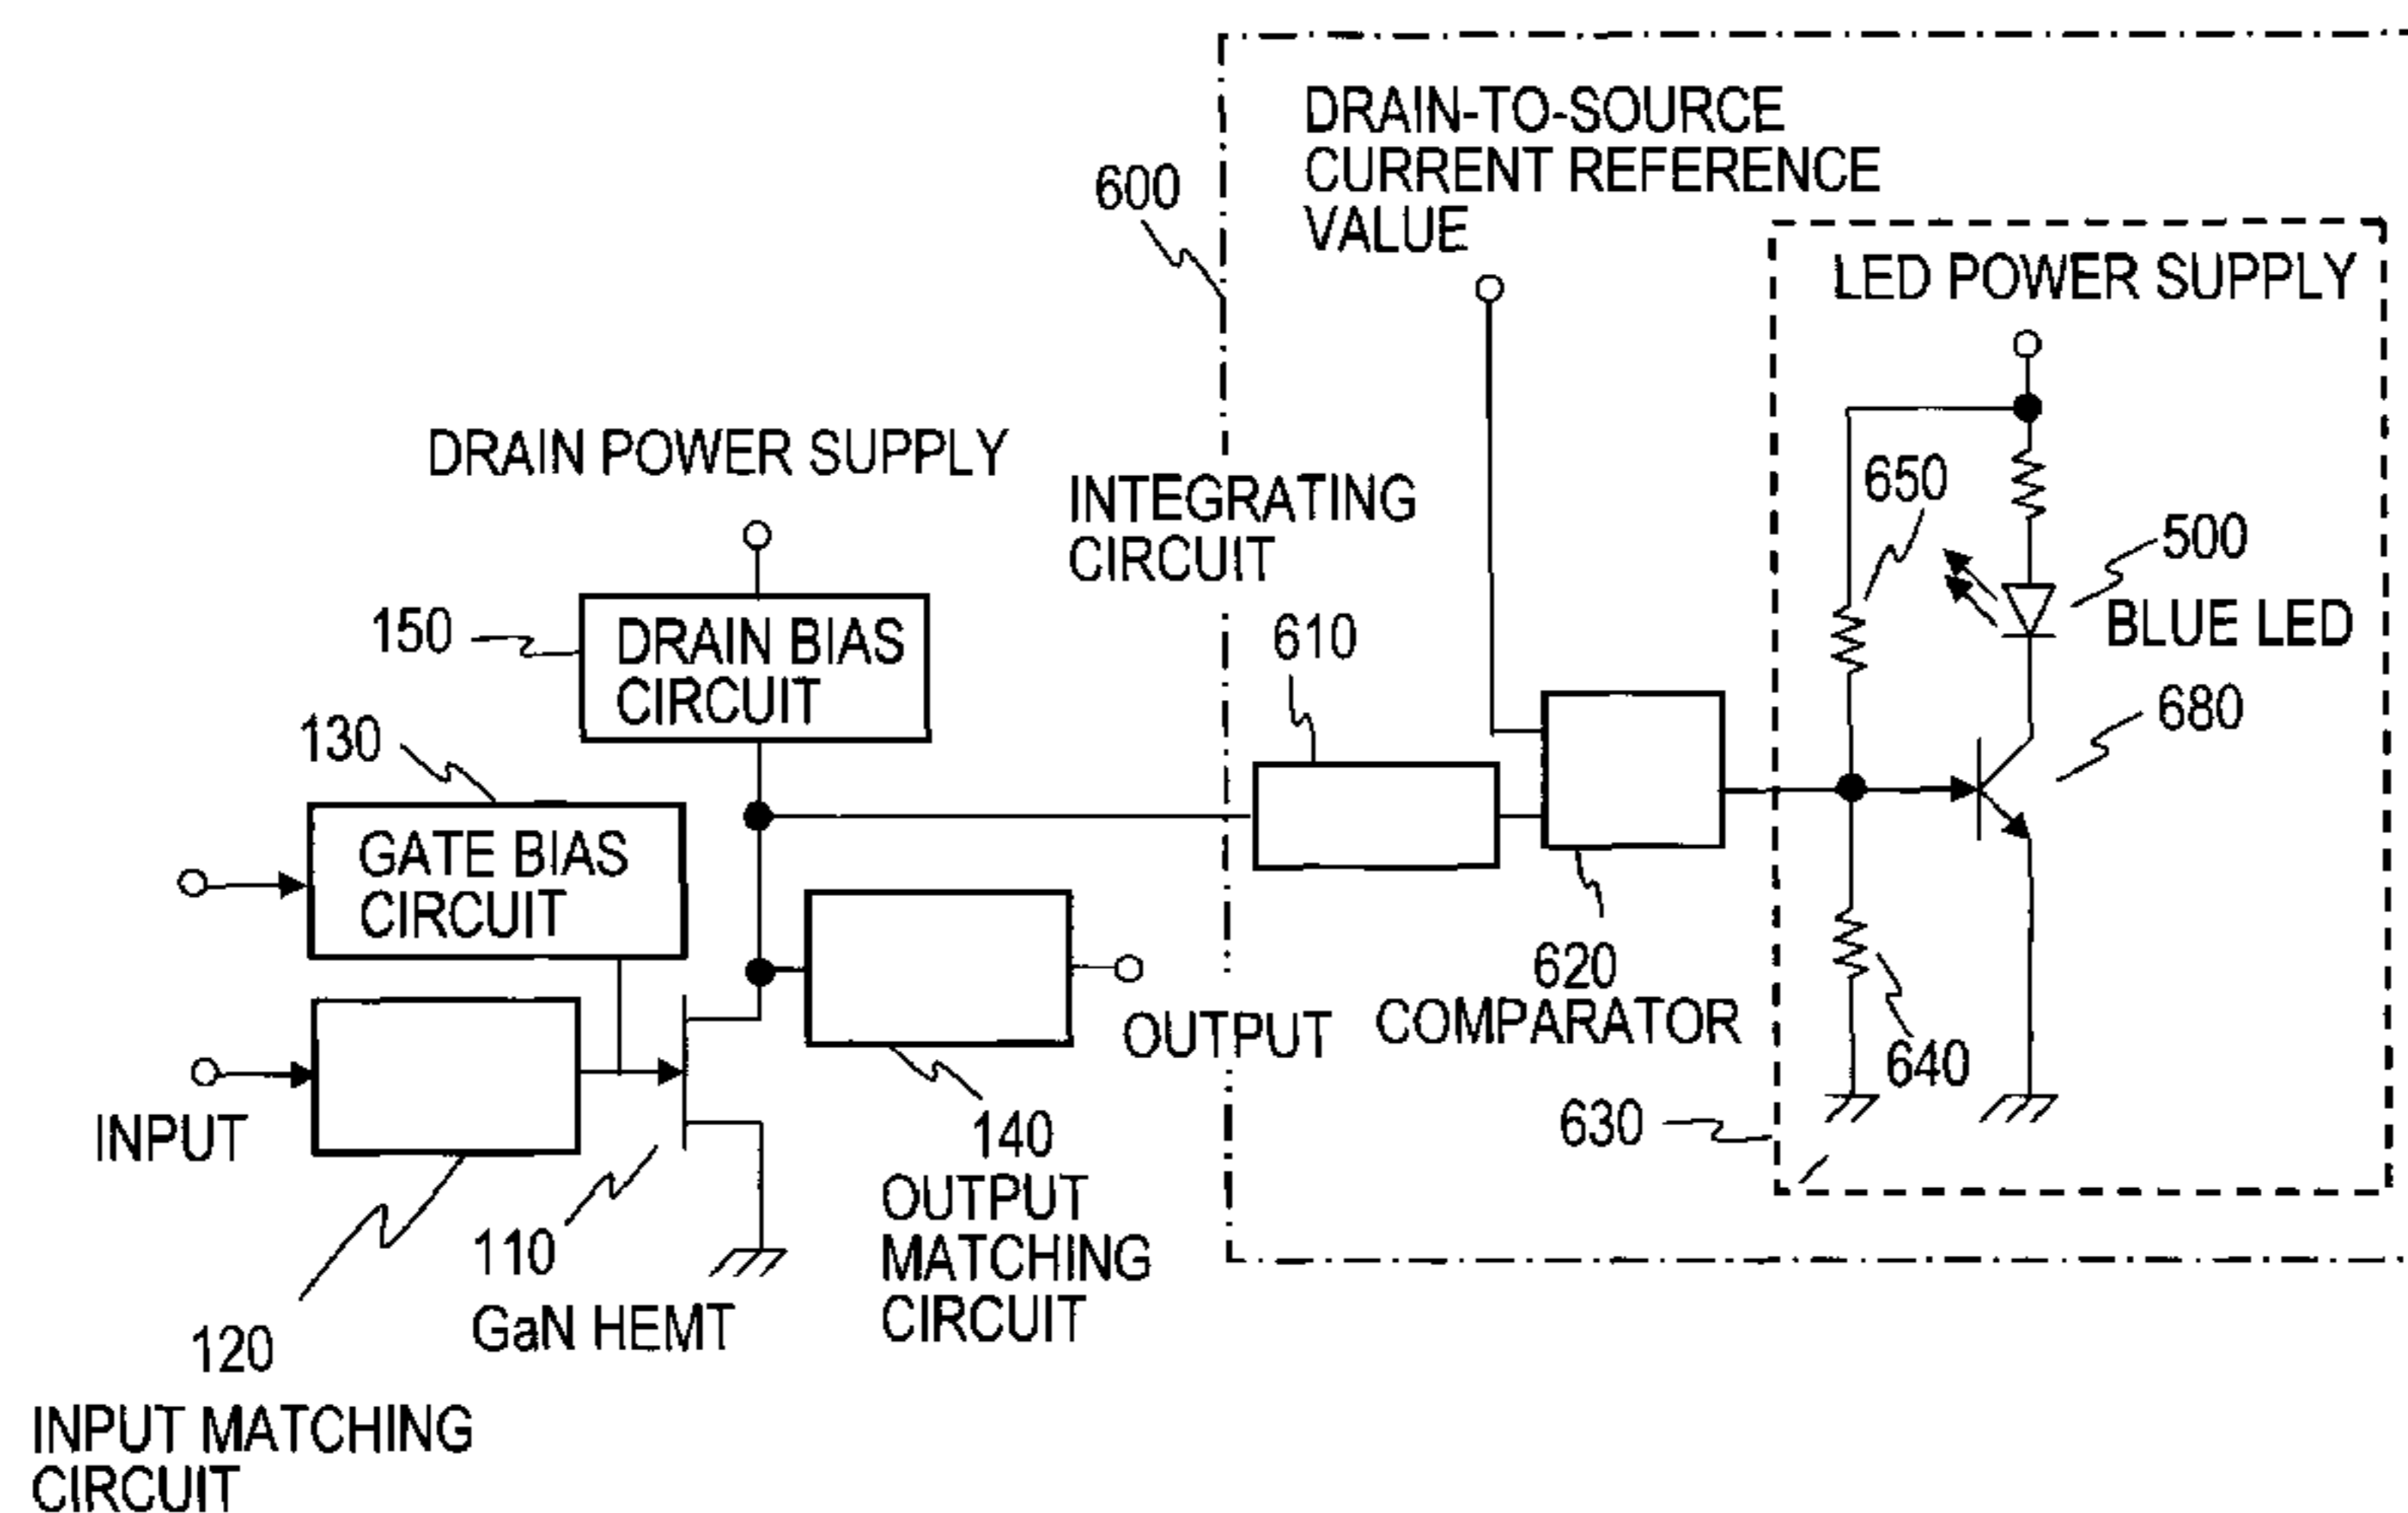 DRAIN-TO-SOURCE
CURRENT REFERENCE
VALUE
600
LED POWER SUPPLY
DRAIN POWER SUPPLY
INTEGRATING
CIRCUIT
650
500
BLUE LED
150
DRAIN BIAS
CIRCUIT
610
680
130
GATE BIAS
CIRCUIT
620
COMPARATOR
OUTPUT
640
INPUT
630
140
OUTPUT
MATCHING
CIRCUIT
110
GaN HEMT
120
INPUT MATCHING
CIRCUIT